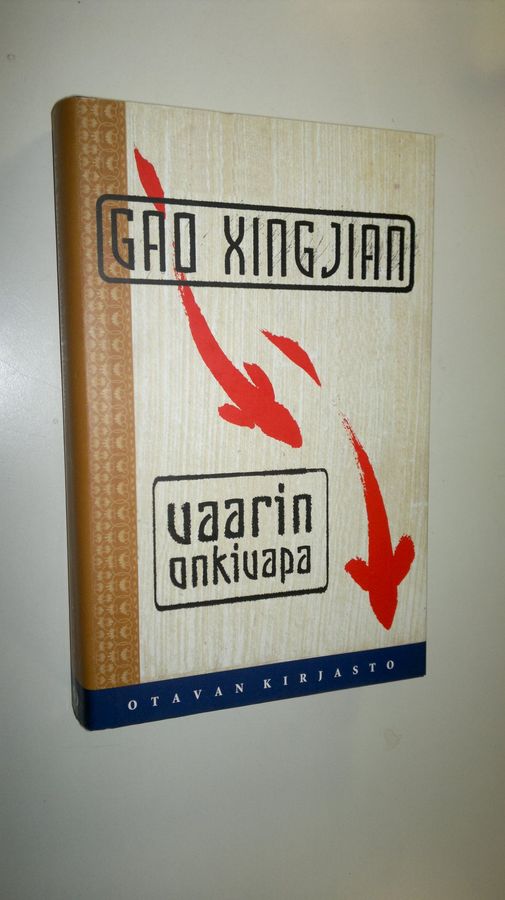 GAO XINGJIAN
vaarin
onkivapa
OTAVAN KIRJASTO